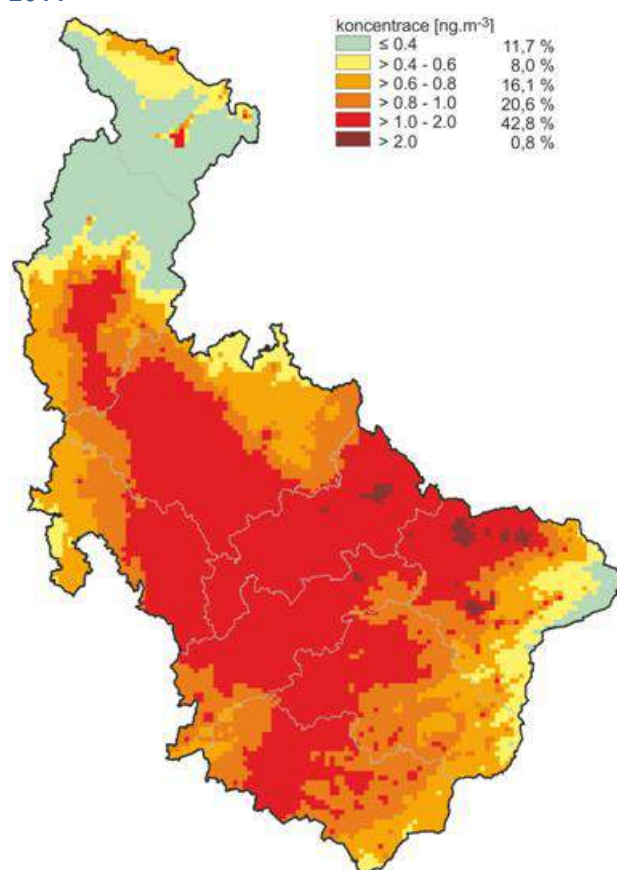 koncentrace [ng.m-³]
≤ 0.4 11,7 %
> 0.4 - 0.6 8,0 %
> 0.6 - 0.8 16,1 %
> 0.8 - 1.0 20,6 %
> 1.0 - 2.0 42,8 %
> 2.0 0,8 %